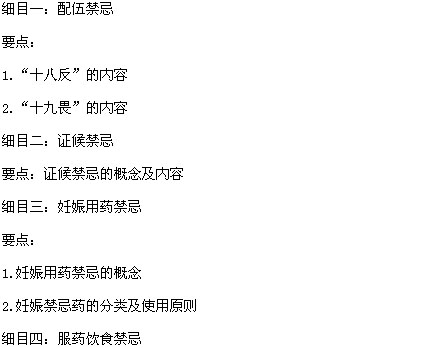 细目一：配伍禁忌
要点：
1.“十八反”的内容
2.“十九畏”的内容
细目二：证候禁忌
要点：证候禁忌的概念及内容
细目三：妊娠用药禁忌
要点：
1.妊娠用药禁忌的概念
2.妊娠禁忌药的分类及使用原则
细目四：服药饮食禁忌